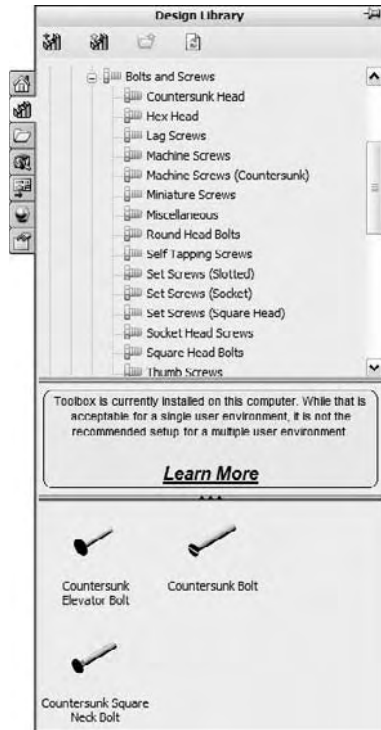 Design Library
Bolts and Screws
Countersunk Head
Hex Head
Lag Screws
Machine Screws
Machine Screws (Countersunk)
Miniature Screws
Miscellaneous
Round Head Bolts
Self Tapping Screws
Set Screws (Slotted)
Set Screws (Socket)
Set Screws (Square Head)
Socket Head Screws
Square Head Bolts
Thumb Screws
Toolbox is currently installed on this computer. While that is
acceptable for a single user environment, it is not the
recommended setup for a multiple user environment
Learn More
Countersunk
Elevator Bolt
Countersunk Bolt
Countersunk Square
Neck Bolt